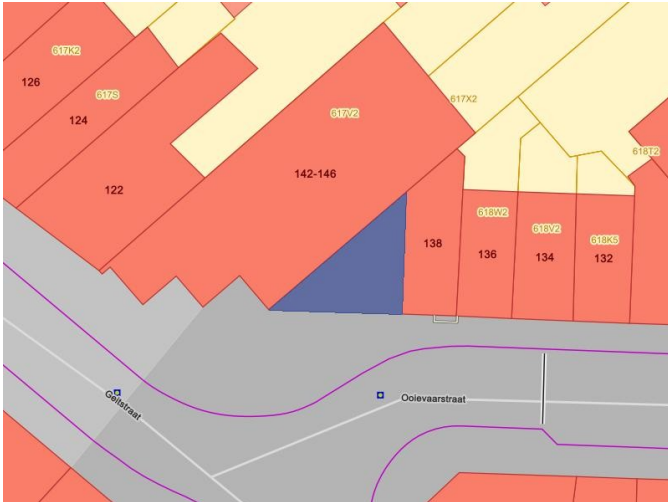 617K2
126
617S
124
122
617V2
142-146
617X2
618T2
138
618W2
136
618V2
134
618K5
132
Geitstraat
Ooievaarstraat